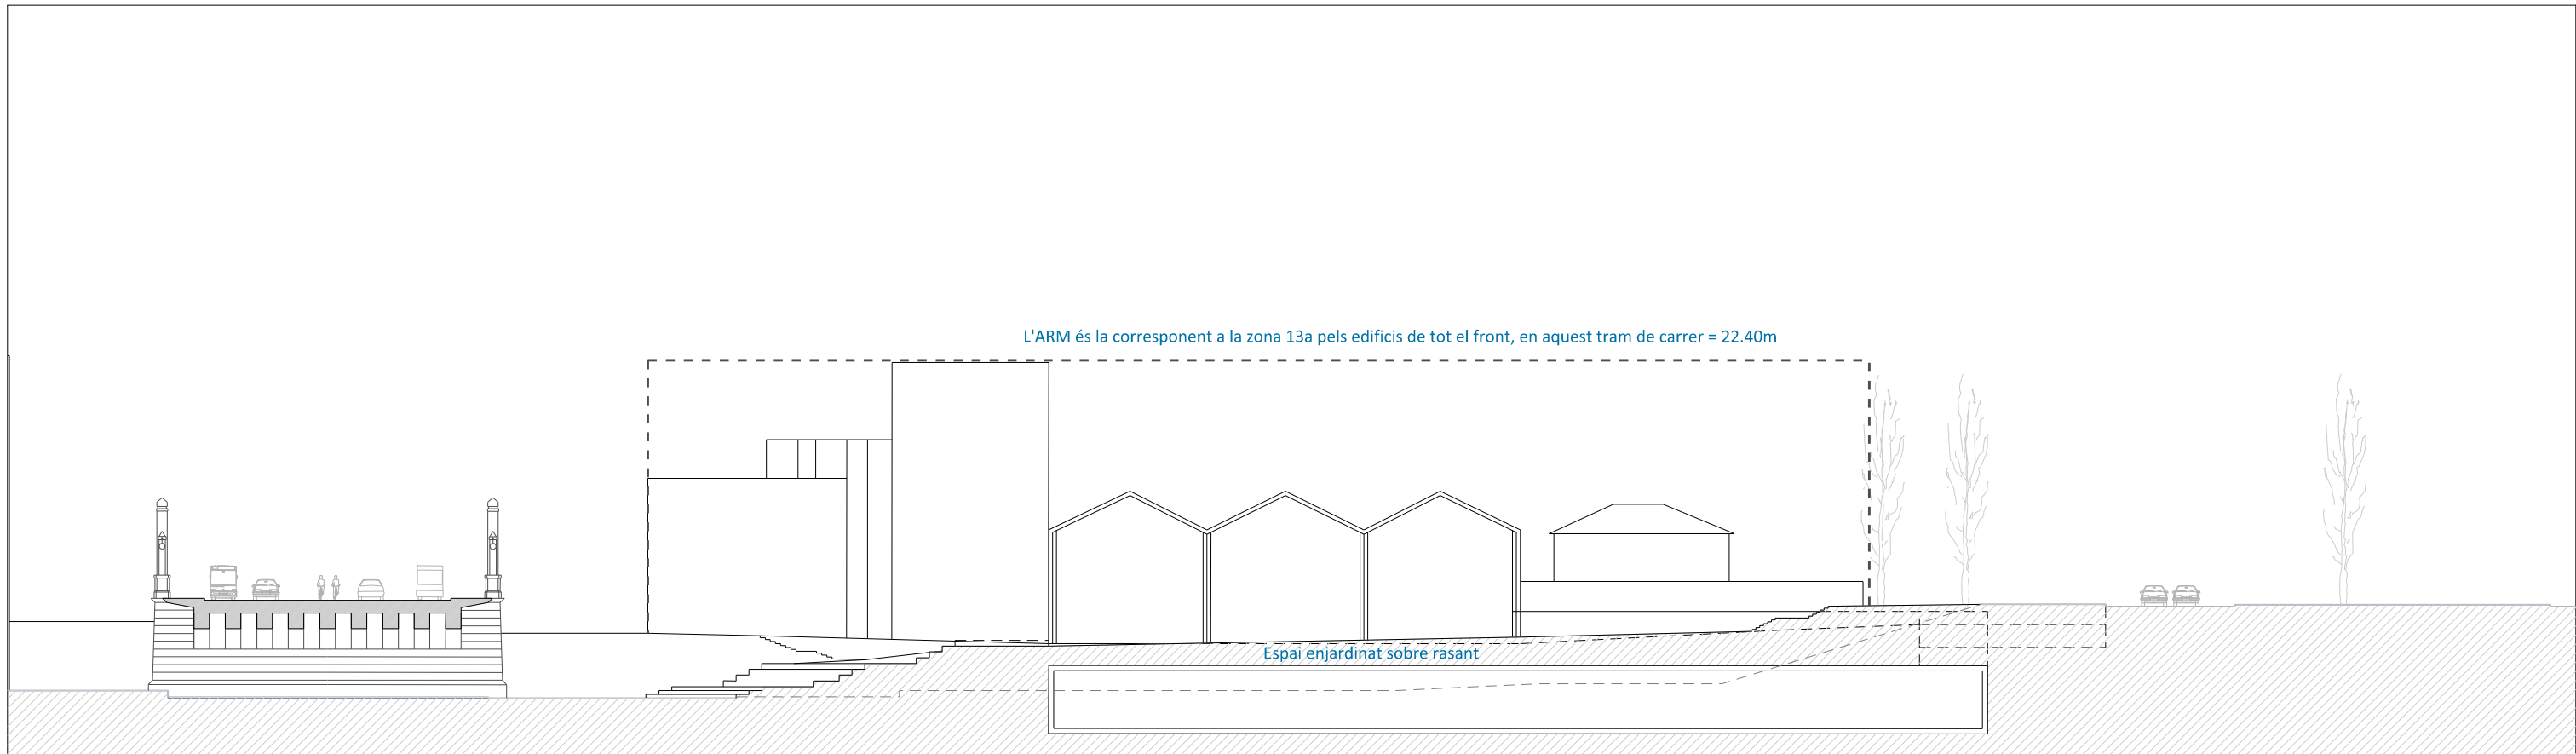 L'ARM és la corresponent a la zona 13a pels edificis de tot el front, en aquest tram de carrer = 22.40m
Espai enjardinat sobre rasant